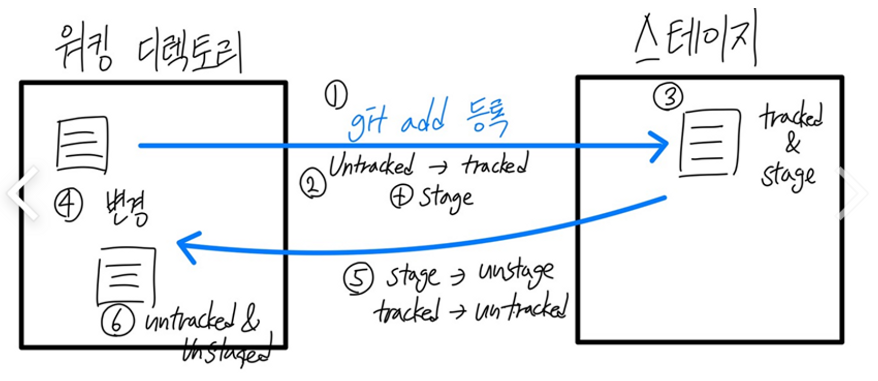 워킹 디렉토리
스테이지
①
git add 등록
② Untracked → tracked
⊕ stage
③
tracked
&
stage
④ 변경
⑤ stage → unstage
tracked → untracked
⑥ untracked &
unstaged